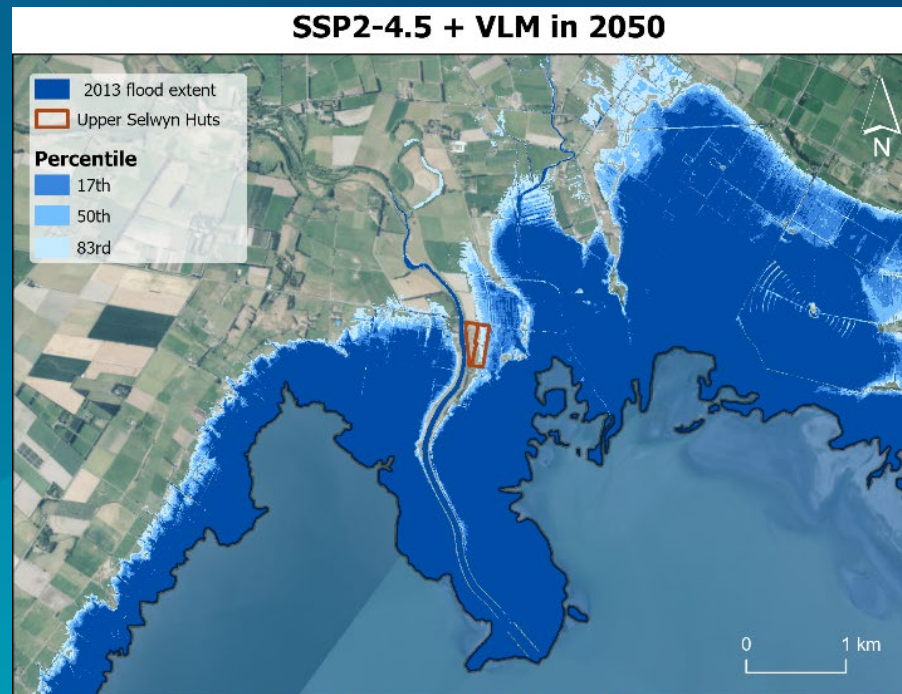 SSP2-4.5 + VLM in 2050
2013 flood extent
Upper Selwyn Huts
Percentile
17th
50th
83rd
N
0 1 km